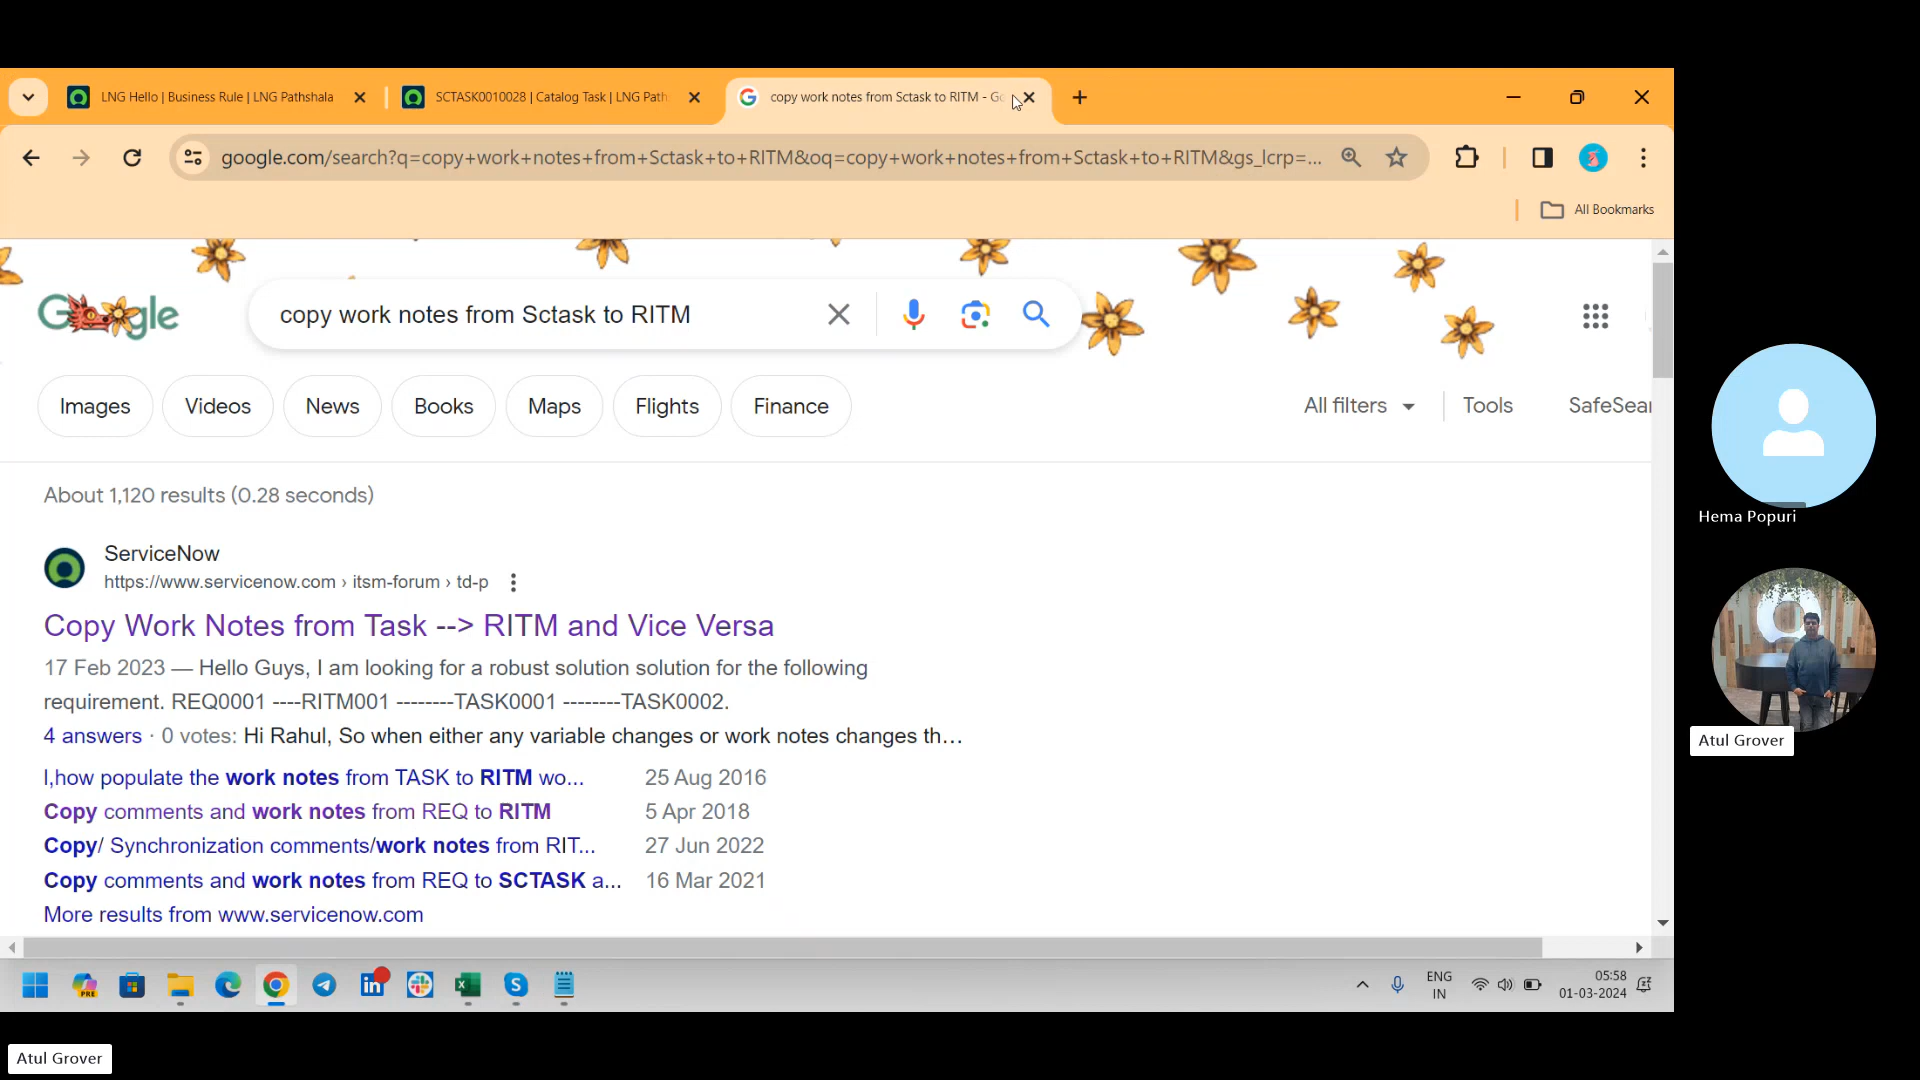 LNG Hello | Business Rule | LNG Pathshala
SCTASK0010028 | Catalog Task | LNG Path
copy work notes from Sctask to RITM - Go
google.com/search?q=copy+work+notes+from+Sctask+to+RITM&oq=copy+work+notes+from+Sctask+to+RITM&gs_lcrp=...
All Bookmarks
Google
copy work notes from Sctask to RITM
Images
Videos
News
Books
Maps
Flights
Finance
All filters
Tools
SafeSear
About 1,120 results (0.28 seconds)
ServiceNow
https://www.servicenow.com › itsm-forum › td-p
Copy Work Notes from Task --> RITM and Vice Versa
17 Feb 2023 — Hello Guys, I am looking for a robust solution solution for the following
requirement. REQ0001 ----RITM001 --------TASK0001 --------TASK0002.
4 answers · 0 votes: Hi Rahul, So when either any variable changes or work notes changes th...
I,how populate the work notes from TASK to RITM wo... 25 Aug 2016
Copy comments and work notes from REQ to RITM 5 Apr 2018
Copy/ Synchronization comments/work notes from RIT... 27 Jun 2022
Copy comments and work notes from REQ to SCTASK a... 16 Mar 2021
More results from www.servicenow.com
PRE
ENG
IN
05:58
01-03-2024
Hema Popuri
Atul Grover
Atul Grover